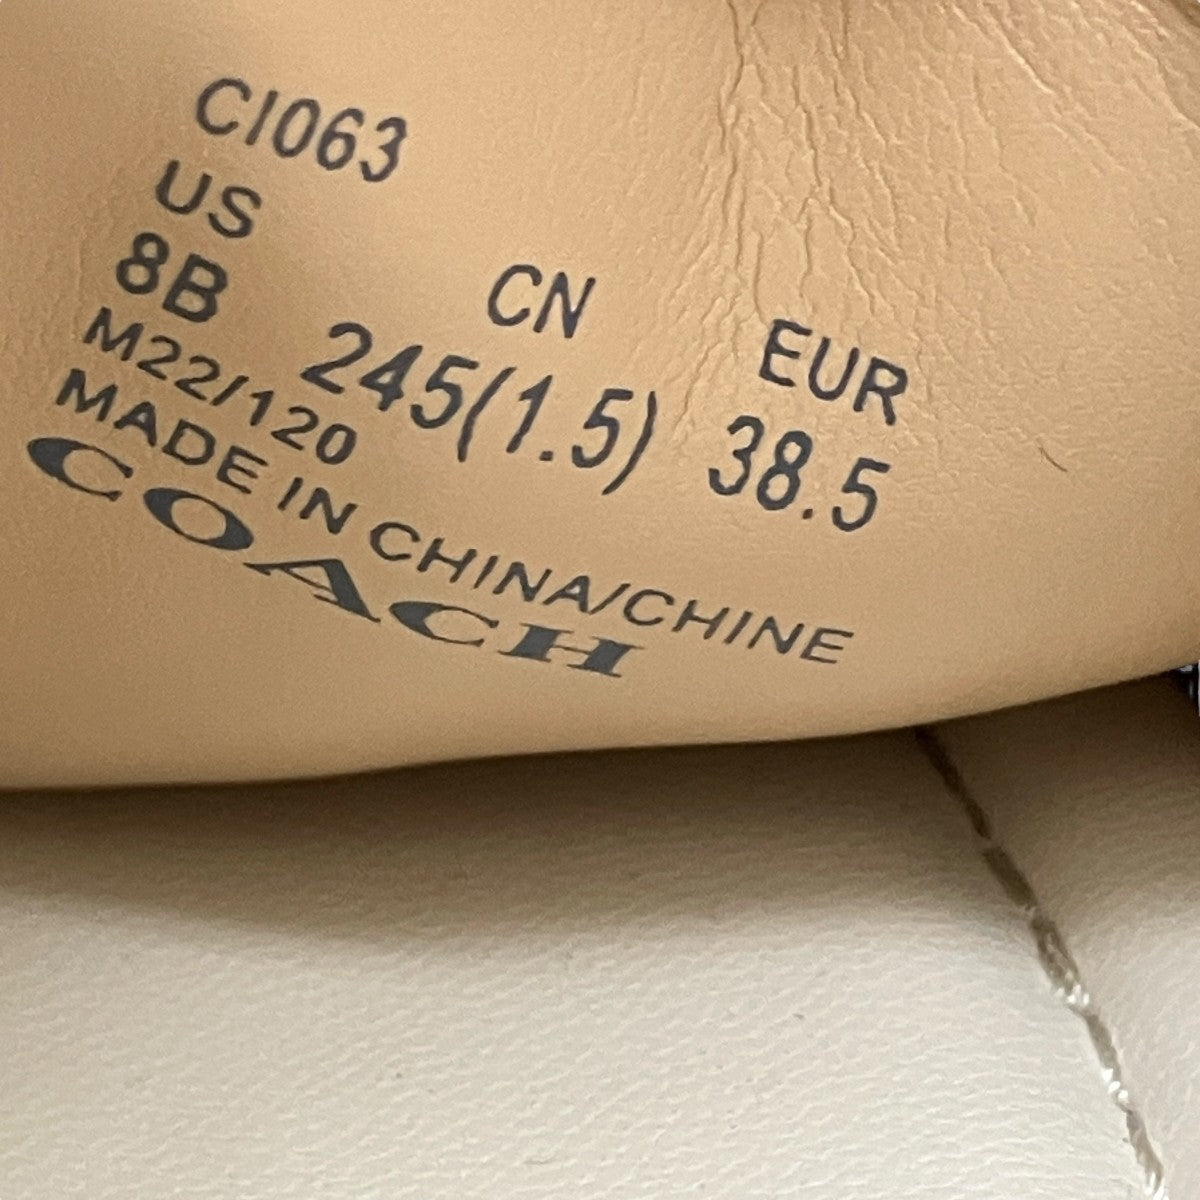 CI063
US CN EUR
8B 245(1.5) 38.5
M22/120
MADE IN CHINA/CHINE
COACH